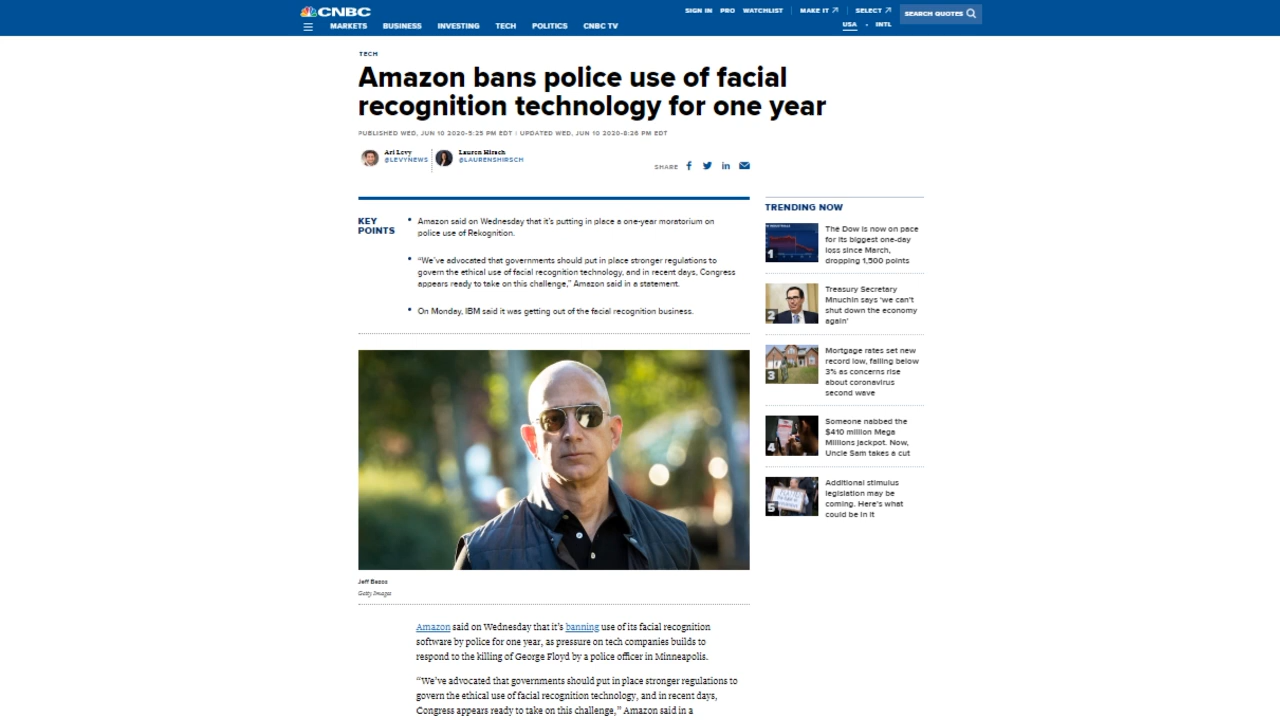 CNBC
SIGN IN PRO WATCHLIST MAKE IT SELECT
SEARCH QUOTES
MARKETS BUSINESS INVESTING TECH POLITICS CNBC TV
USA • INTL
TECH
Amazon bans police use of facial
recognition technology for one year
PUBLISHED WED, JUN 10 2020-5:25 PM EDT | UPDATED WED, JUN 10 2020-8:26 PM EDT
Ari Levy
@LEVYNEWS
Lauren Hirsch
@LAURENSHIRSCH
SHARE
KEY
POINTS
• Amazon said on Wednesday that it's putting in place a one-year moratorium on
police use of Rekognition.
• “We've advocated that governments should put in place stronger regulations to
govern the ethical use of facial recognition technology, and in recent days, Congress
appears ready to take on this challenge,” Amazon said in a statement.
• On Monday, IBM said it was getting out of the facial recognition business.
Jeff Bezos
Getty Images
Amazon said on Wednesday that it's banning use of its facial recognition
software by police for one year, as pressure on tech companies builds to
respond to the killing of George Floyd by a police officer in Minneapolis.
“We've advocated that governments should put in place stronger regulations to
govern the ethical use of facial recognition technology, and in recent days,
Congress appears ready to take on this challenge,” Amazon said in a
TRENDING NOW
1
The Dow is now on pace
for its biggest one-day
loss since March,
dropping 1,500 points
2
Treasury Secretary
Mnuchin says ‘we can't
shut down the economy
again’
3
Mortgage rates set new
record low, falling below
3% as concerns rise
about coronavirus
second wave
4
Someone nabbed the
$410 million Mega
Millions jackpot. Now,
Uncle Sam takes a cut
5
Additional stimulus
legislation may be
coming. Here's what
could be in it